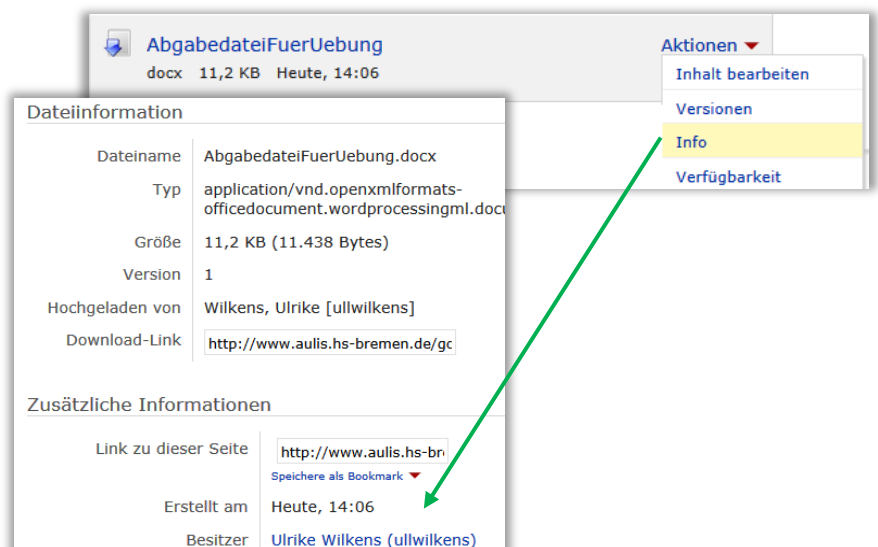 AbgabedateiFuerUebung
docx 11,2 KB Heute, 14:06
Aktionen
Inhalt bearbeiten
Versionen
Info
Verfügbarkeit
Dateiinformation
Dateiname AbgabedateiFuerUebung.docx
Typ application/vnd.openxmlformats-
officedocument.wordprocessingml.docu
Größe 11,2 KB (11.438 Bytes)
Version 1
Hochgeladen von Wilkens, Ulrike [ullwilkens]
Download-Link http://www.aulis.hs-bremen.de/gc
Zusätzliche Informationen
Link zu dieser Seite http://www.aulis.hs-bre
Speichere als Bookmark
Erstellt am Heute, 14:06
Besitzer Ulrike Wilkens (ullwilkens)